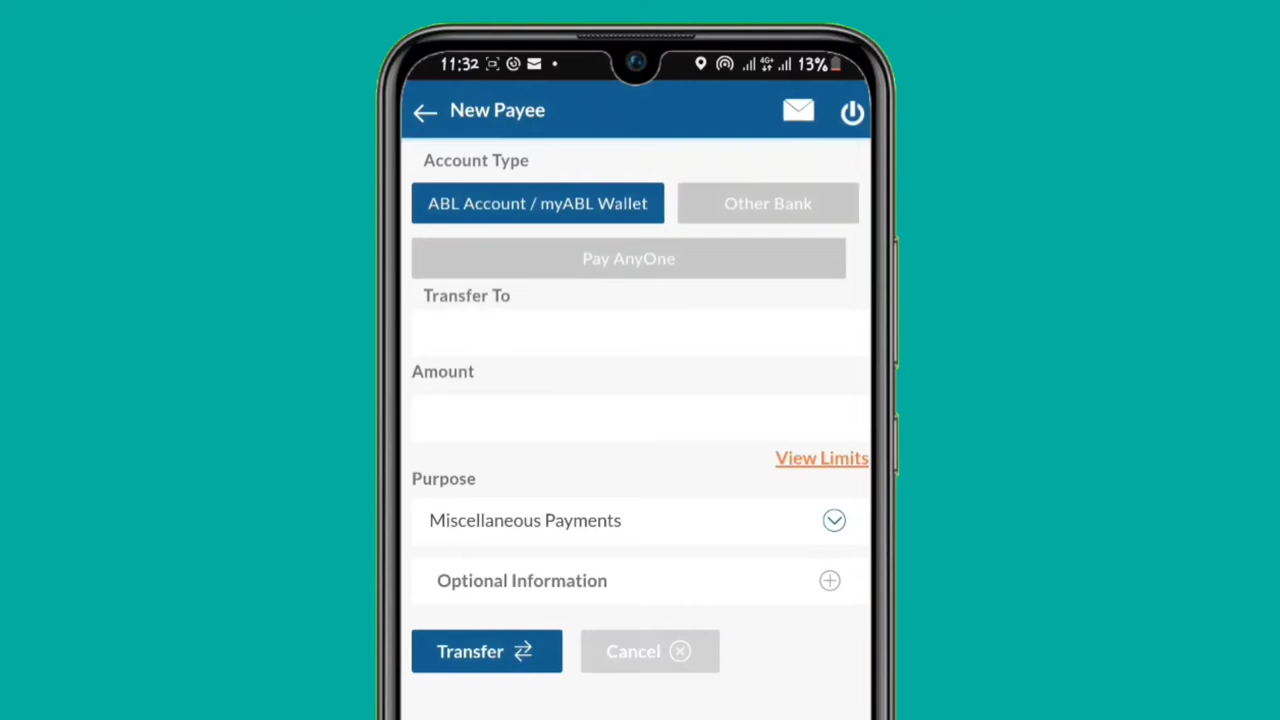 11:32 4G+ 13%
New Payee
Account Type
ABL Account / myABL Wallet Other Bank
Pay AnyOne
Transfer To
Amount
View Limits
Purpose
Miscellaneous Payments
Optional Information
Transfer Cancel